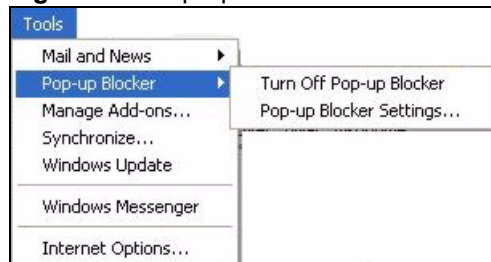 Tools
Mail and News
Pop-up Blocker
Manage Add-ons...
Synchronize...
Windows Update
Windows Messenger
Internet Options...
Turn Off Pop-up Blocker
Pop-up Blocker Settings...